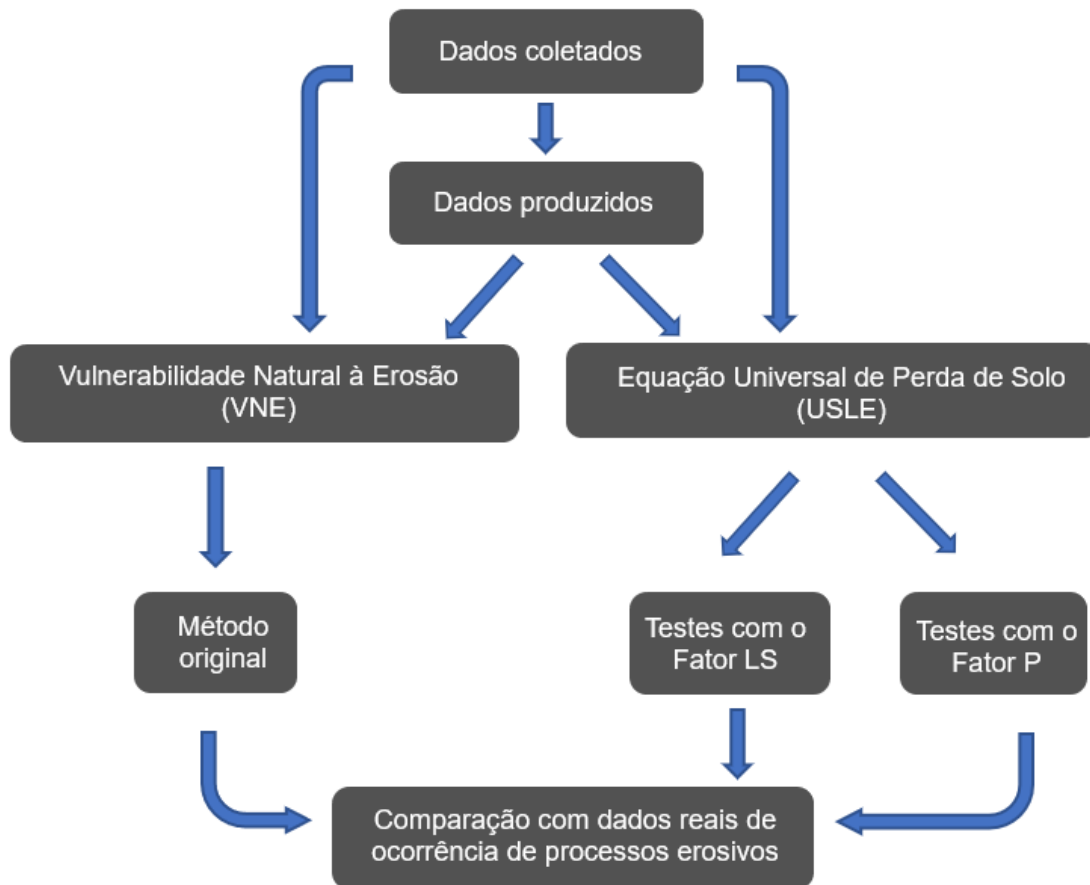 Dados coletados
Dados produzidos
Vulnerabilidade Natural à Erosão
(VNE)
Equação Universal de Perda de Solo
(USLE)
Método
original
Testes com o
Fator LS
Testes com o
Fator P
Comparação com dados reais de
ocorrência de processos erosivos